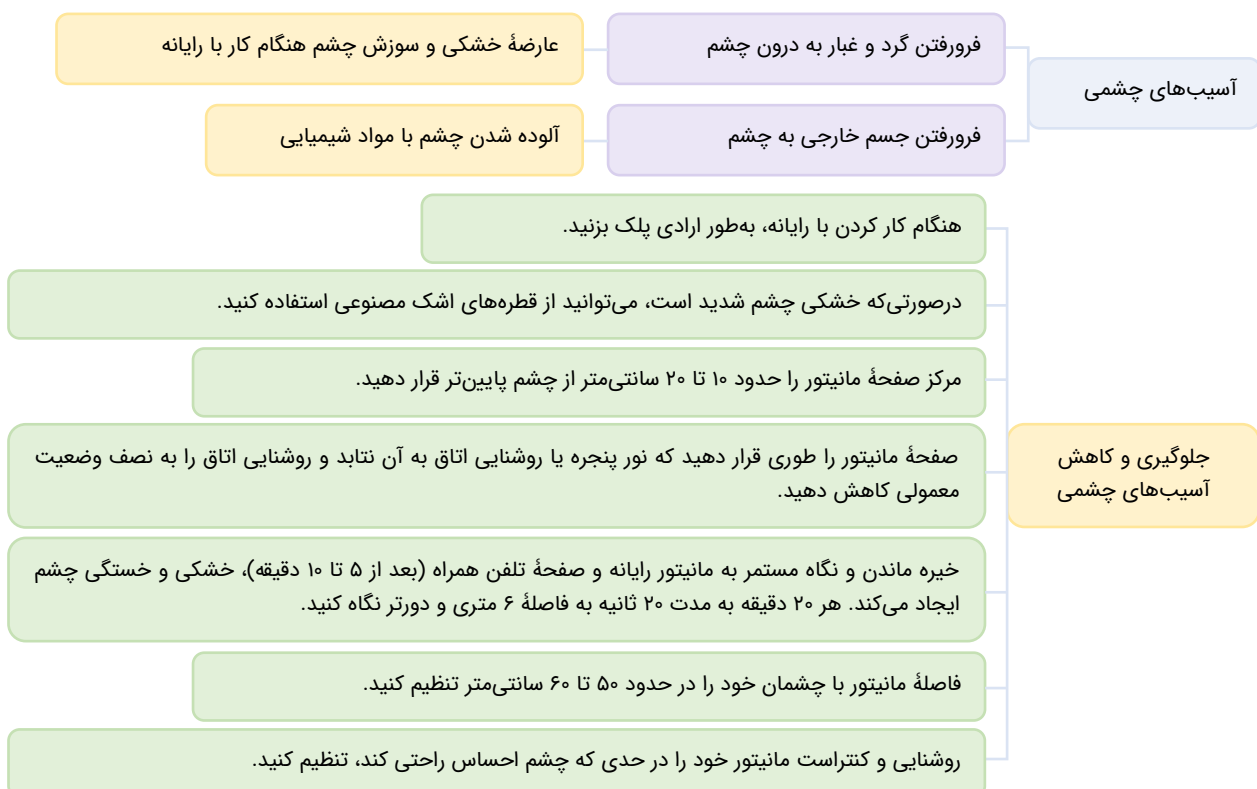 آسیب‌های چشمی
فرورفتن گرد و غبار به درون چشم
عارضهٔ خشکی و سوزش چشم هنگام کار با رایانه
فرورفتن جسم خارجی به چشم
آلوده شدن چشم با مواد شیمیایی
جلوگیری و کاهش
آسیب‌های چشمی
هنگام کار کردن با رایانه، به‌طور ارادی پلک بزنید.
درصورتی‌که خشکی چشم شدید است، می‌توانید از قطره‌های اشک مصنوعی استفاده کنید.
مرکز صفحهٔ مانیتور را حدود ۱۰ تا ۲۰ سانتی‌متر از چشم پایین‌تر قرار دهید.
صفحهٔ مانیتور را طوری قرار دهید که نور پنجره یا روشنایی اتاق به آن نتابد و روشنایی اتاق را به نصف وضعیت
معمولی کاهش دهید.
خیره ماندن و نگاه مستمر به مانیتور رایانه و صفحهٔ تلفن همراه (بعد از ۵ تا ۱۰ دقیقه)، خشکی و خستگی چشم
ایجاد می‌کند. هر ۲۰ دقیقه به مدت ۲۰ ثانیه به فاصلهٔ ۶ متری و دورتر نگاه کنید.
فاصلهٔ مانیتور با چشمان خود را در حدود ۵۰ تا ۶۰ سانتی‌متر تنظیم کنید.
روشنایی و کنتراست مانیتور خود را در حدی که چشم احساس راحتی کند، تنظیم کنید.